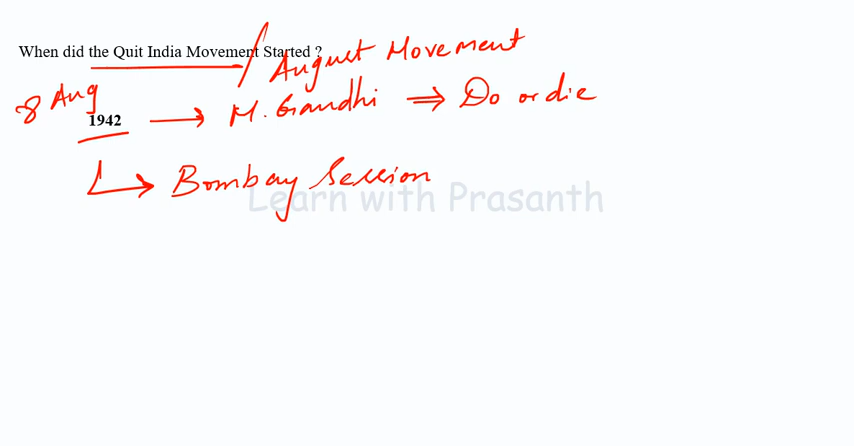 When did the Quit India Movement Started ?
/ August Movement
8 Aug
1942 → M. Gandhi ⇒ Do or die
↳ Bombay Session
Learn with Prasanth